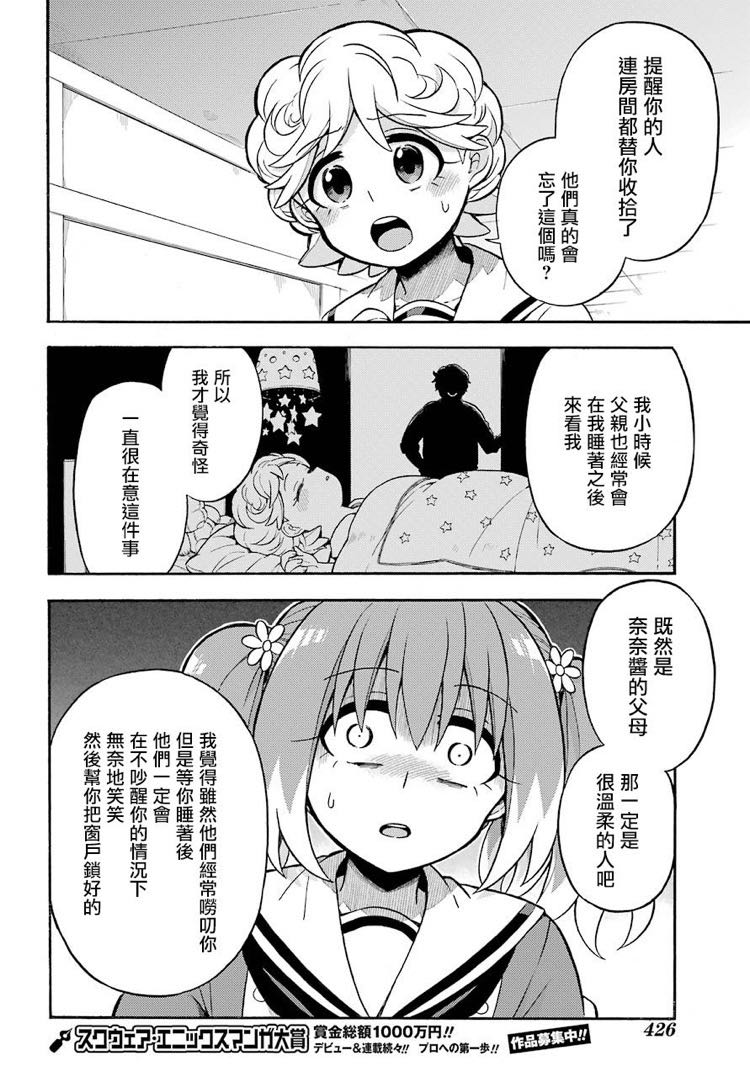 提醒你的人
連房間都替你收拾了
他們真的會
忘了這個嗎?
我小時候
父親也經常會
在我睡著之後
來看我
所以
我才覺得奇怪
一直很在意這件事
既然是
奈奈醬的父母
那一定是
很溫柔的人吧
我覺得雖然他們經常嘮叨你
但是等你睡著後
他們一定會
在不吵醒你的情況下
無奈地笑笑
然後幫你把窗戶鎖好的
スクウェア・エニックスマンガ大賞
賞金総額1000万円!!
デビュー&連載続々!! プロへの第一歩!!
作品募集中!!
426